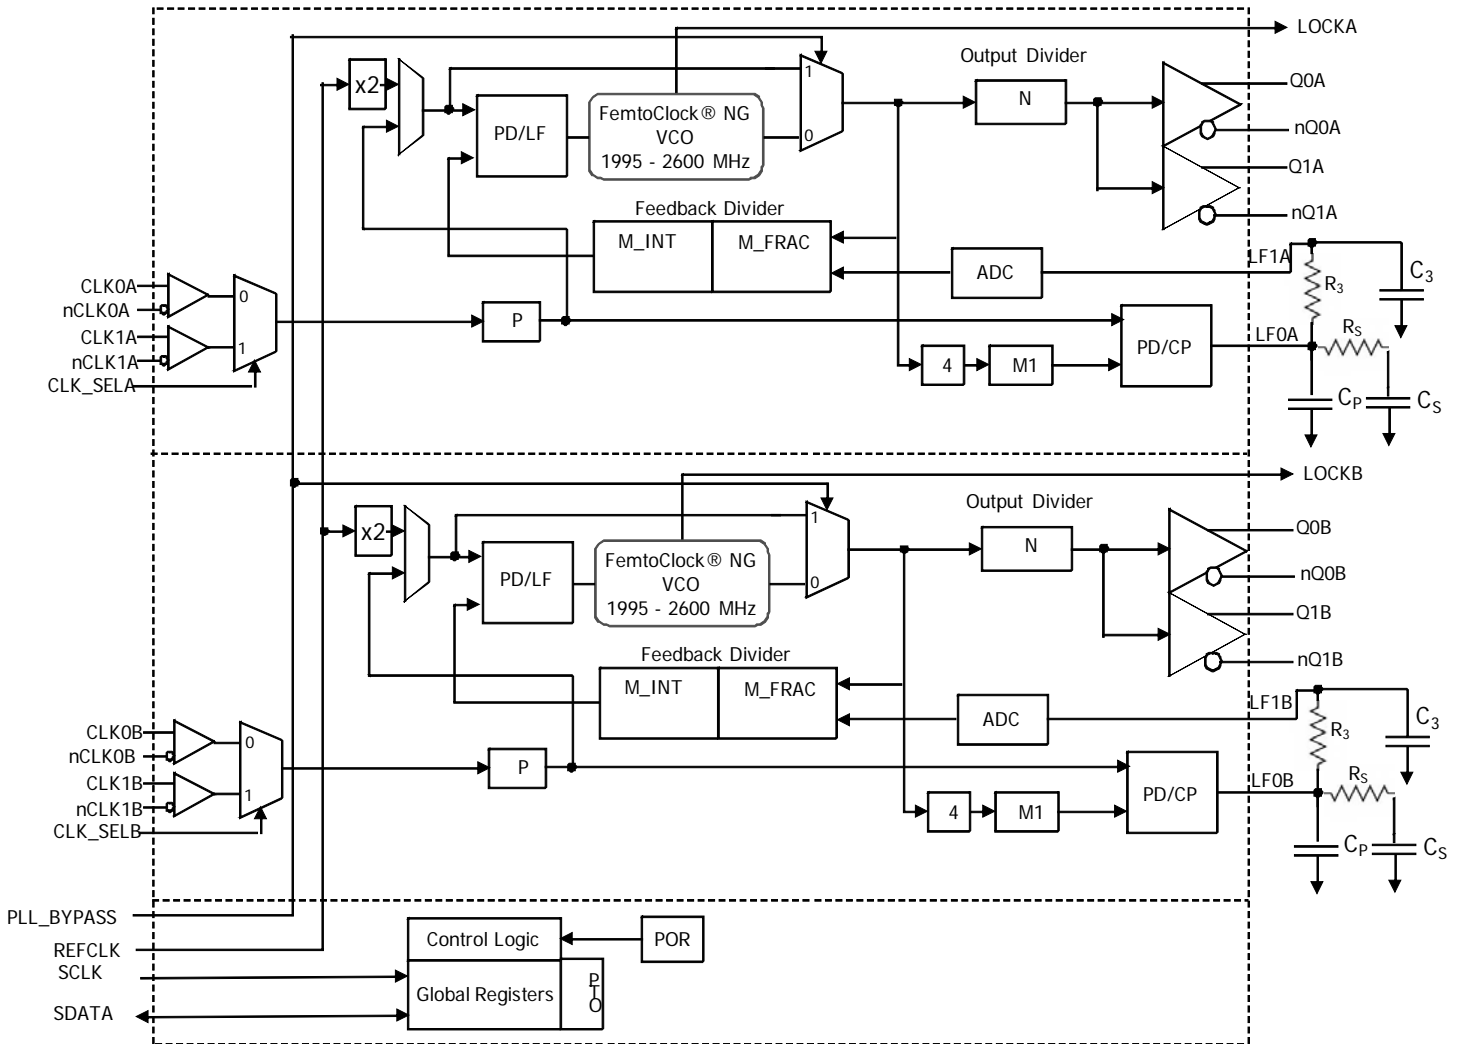 LOCKA
Output Divider
x2
1
N
Q0A
FemtoClock® NG
VCO
1995 - 2600 MHz
PD/LF
0
nQ0A
Q1A
Feedback Divider
nQ1A
M_INT
M_FRAC
LF1A
ADC
C3
R3
CLK0A
0
nCLK0A
P
CLK1A
RS
LF0A
1
PD/CP
nCLK1A
4
M1
CLK_SELA
CP
CS
LOCKB
Output Divider
1
Q0B
x2
N
FemtoClock® NG
VCO
1995 - 2600 MHz
PD/LF
0
nQ0B
Q1B
Feedback Divider
nQ1B
M_INT
M_FRAC
LF1B
ADC
C3
R3
CLK0B
0
nCLK0B
P
CLK1B
RS
LF0B
1
PD/CP
nCLK1B
4
M1
CLK_SELB
CP
CS
PLL_BYPASS
REFCLK
Control Logic
POR
SCLK
Global Registers
OTP
SDATA